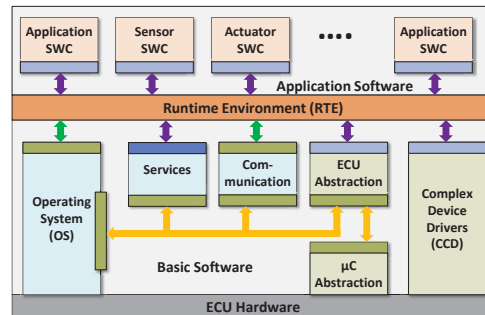 Application
SWC
Sensor
SWC
Actuator
SWC
....
Application
SWC
Application Software
Runtime Environment (RTE)
Operating
System
(OS)
Services
Com-
munication
ECU
Abstraction
Complex
Device
Drivers
(CCD)
Basic Software
µC
Abstraction
ECU Hardware